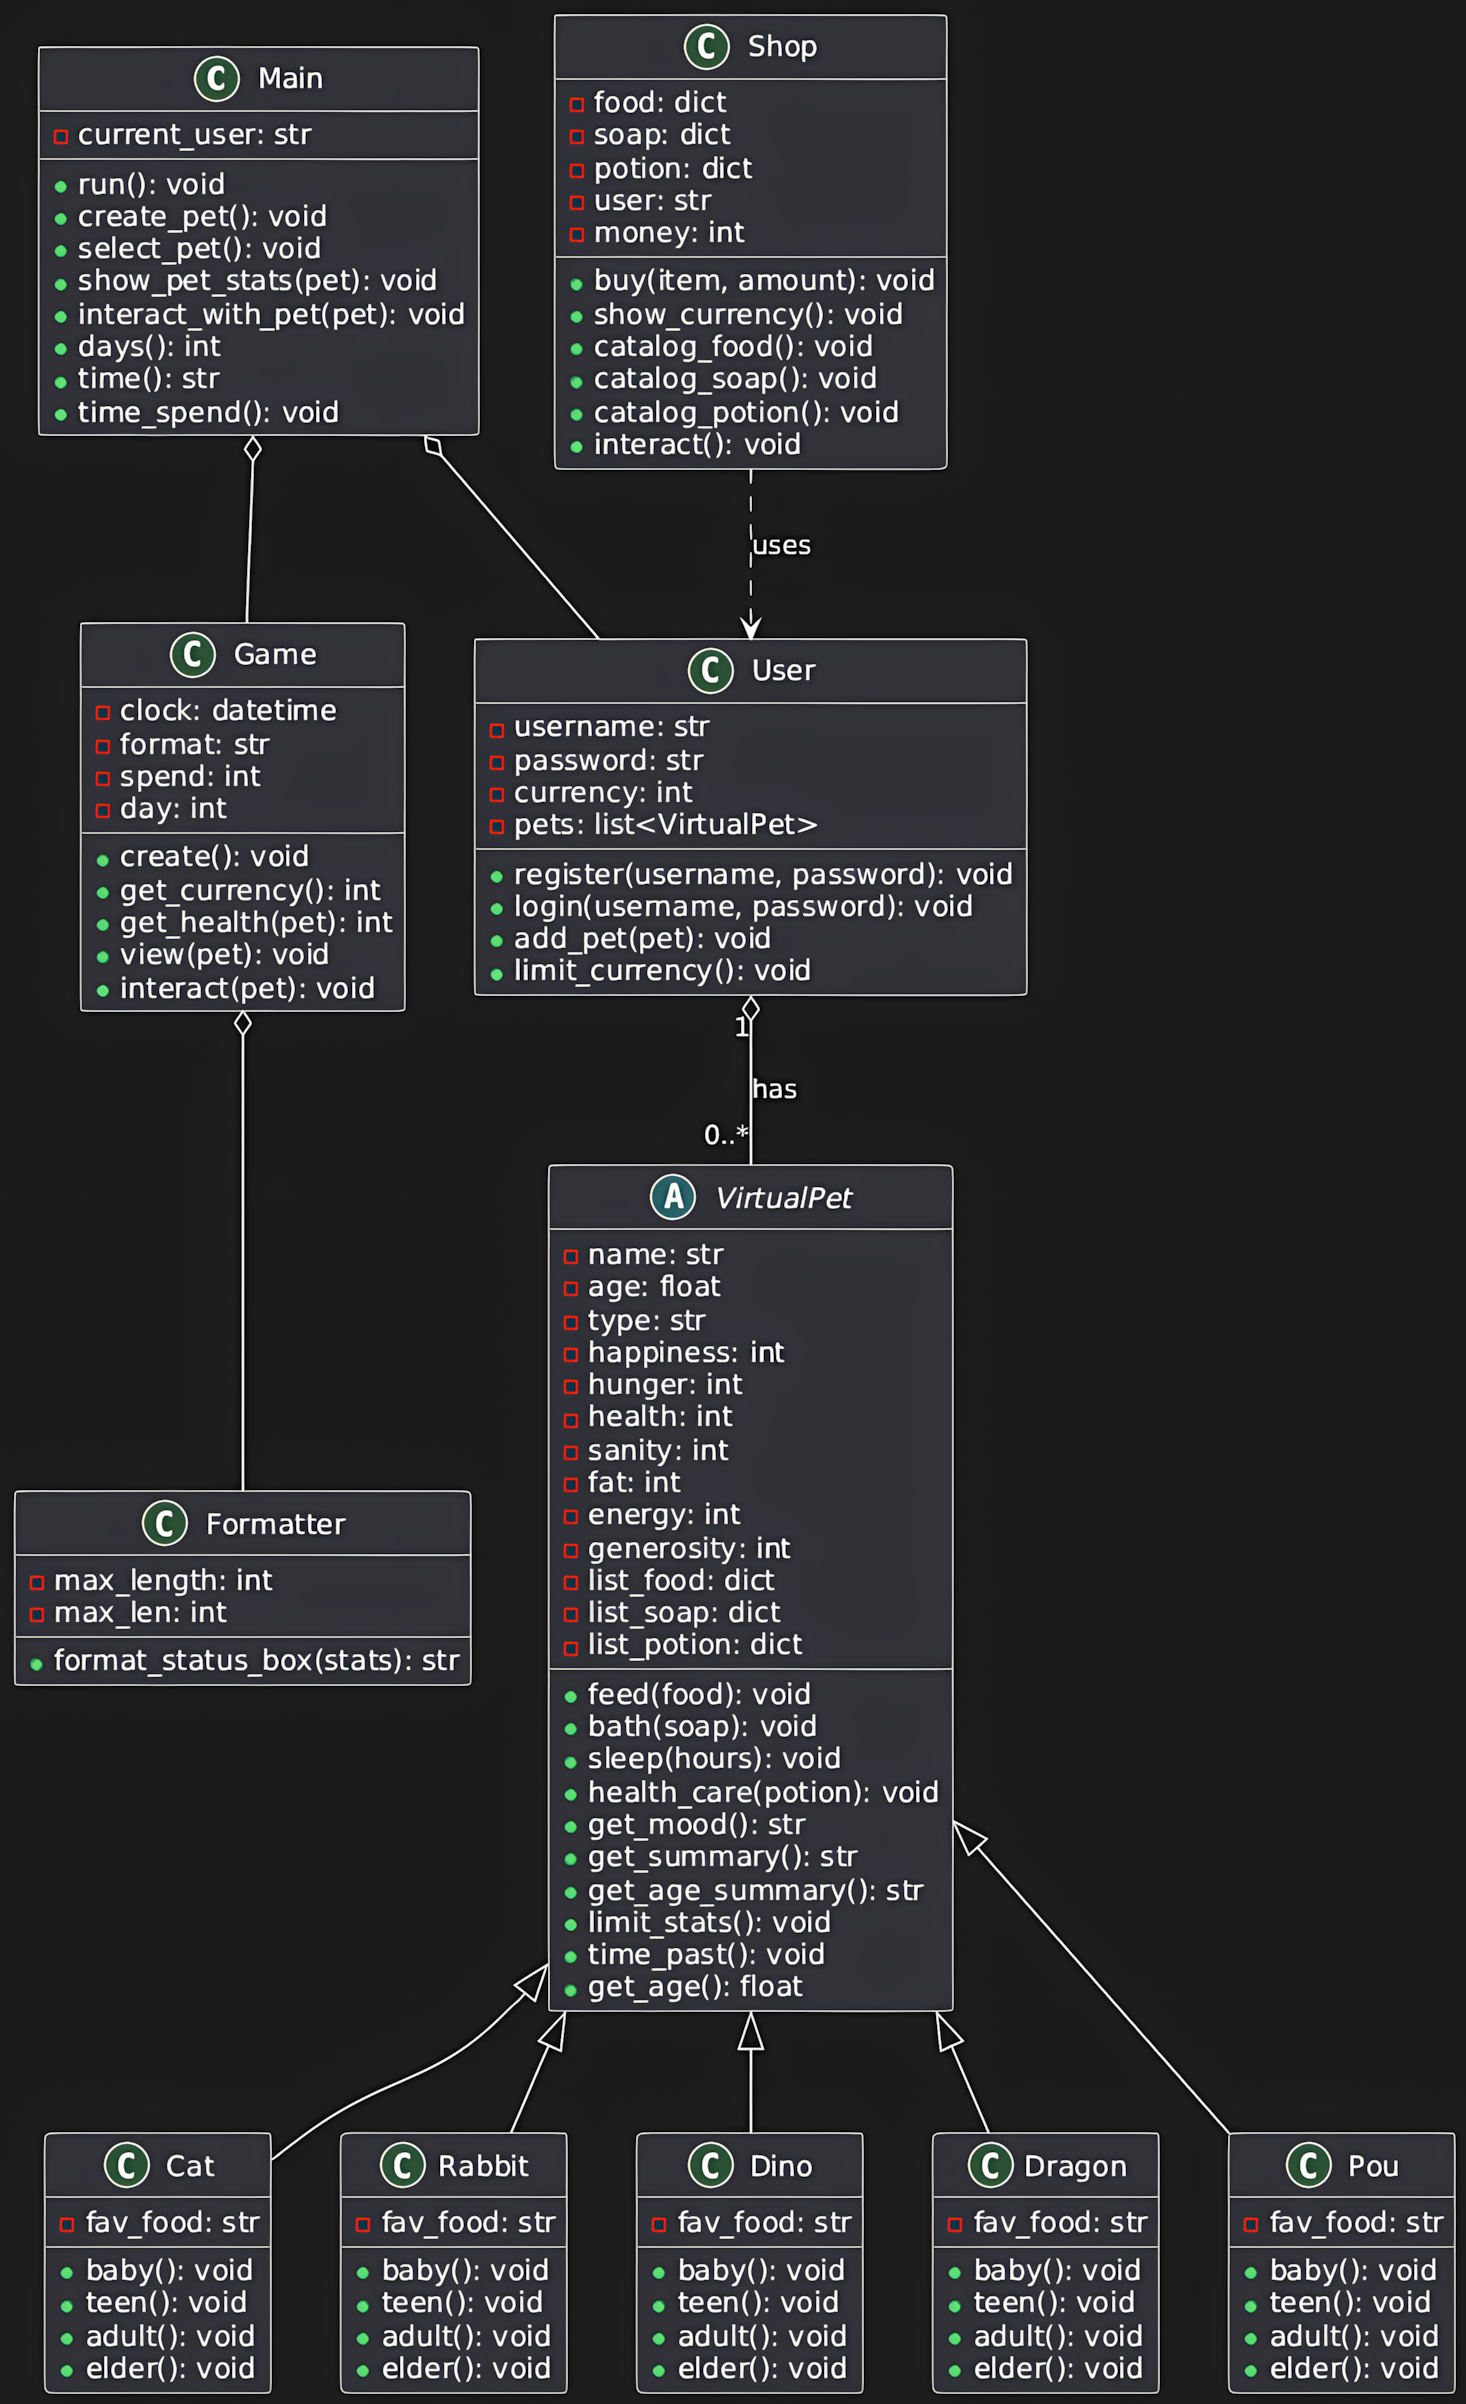 C Main
current_user: str
run(): void
create_pet(): void
select_pet(): void
show_pet_stats(pet): void
interact_with_pet(pet): void
days(): int
time(): str
time_spend(): void
C Shop
food: dict
soap: dict
potion: dict
user: str
money: int
buy(item, amount): void
show_currency(): void
catalog_food(): void
catalog_soap(): void
catalog_potion(): void
interact(): void
uses
C Game
clock: datetime
format: str
spend: int
day: int
create(): void
get_currency(): int
get_health(pet): int
view(pet): void
interact(pet): void
C User
username: str
password: str
currency: int
pets: list<VirtualPet>
register(username, password): void
login(username, password): void
add_pet(pet): void
limit_currency(): void
1
has
0..*
A VirtualPet
name: str
age: float
type: str
happiness: int
hunger: int
health: int
sanity: int
fat: int
energy: int
generosity: int
list_food: dict
list_soap: dict
list_potion: dict
feed(food): void
bath(soap): void
sleep(hours): void
health_care(potion): void
get_mood(): str
get_summary(): str
get_age_summary(): str
limit_stats(): void
time_past(): void
get_age(): float
C Formatter
max_length: int
max_len: int
format_status_box(stats): str
C Cat
fav_food: str
baby(): void
teen(): void
adult(): void
elder(): void
C Rabbit
fav_food: str
baby(): void
teen(): void
adult(): void
elder(): void
C Dino
fav_food: str
baby(): void
teen(): void
adult(): void
elder(): void
C Dragon
fav_food: str
baby(): void
teen(): void
adult(): void
elder(): void
C Pou
fav_food: str
baby(): void
teen(): void
adult(): void
elder(): void